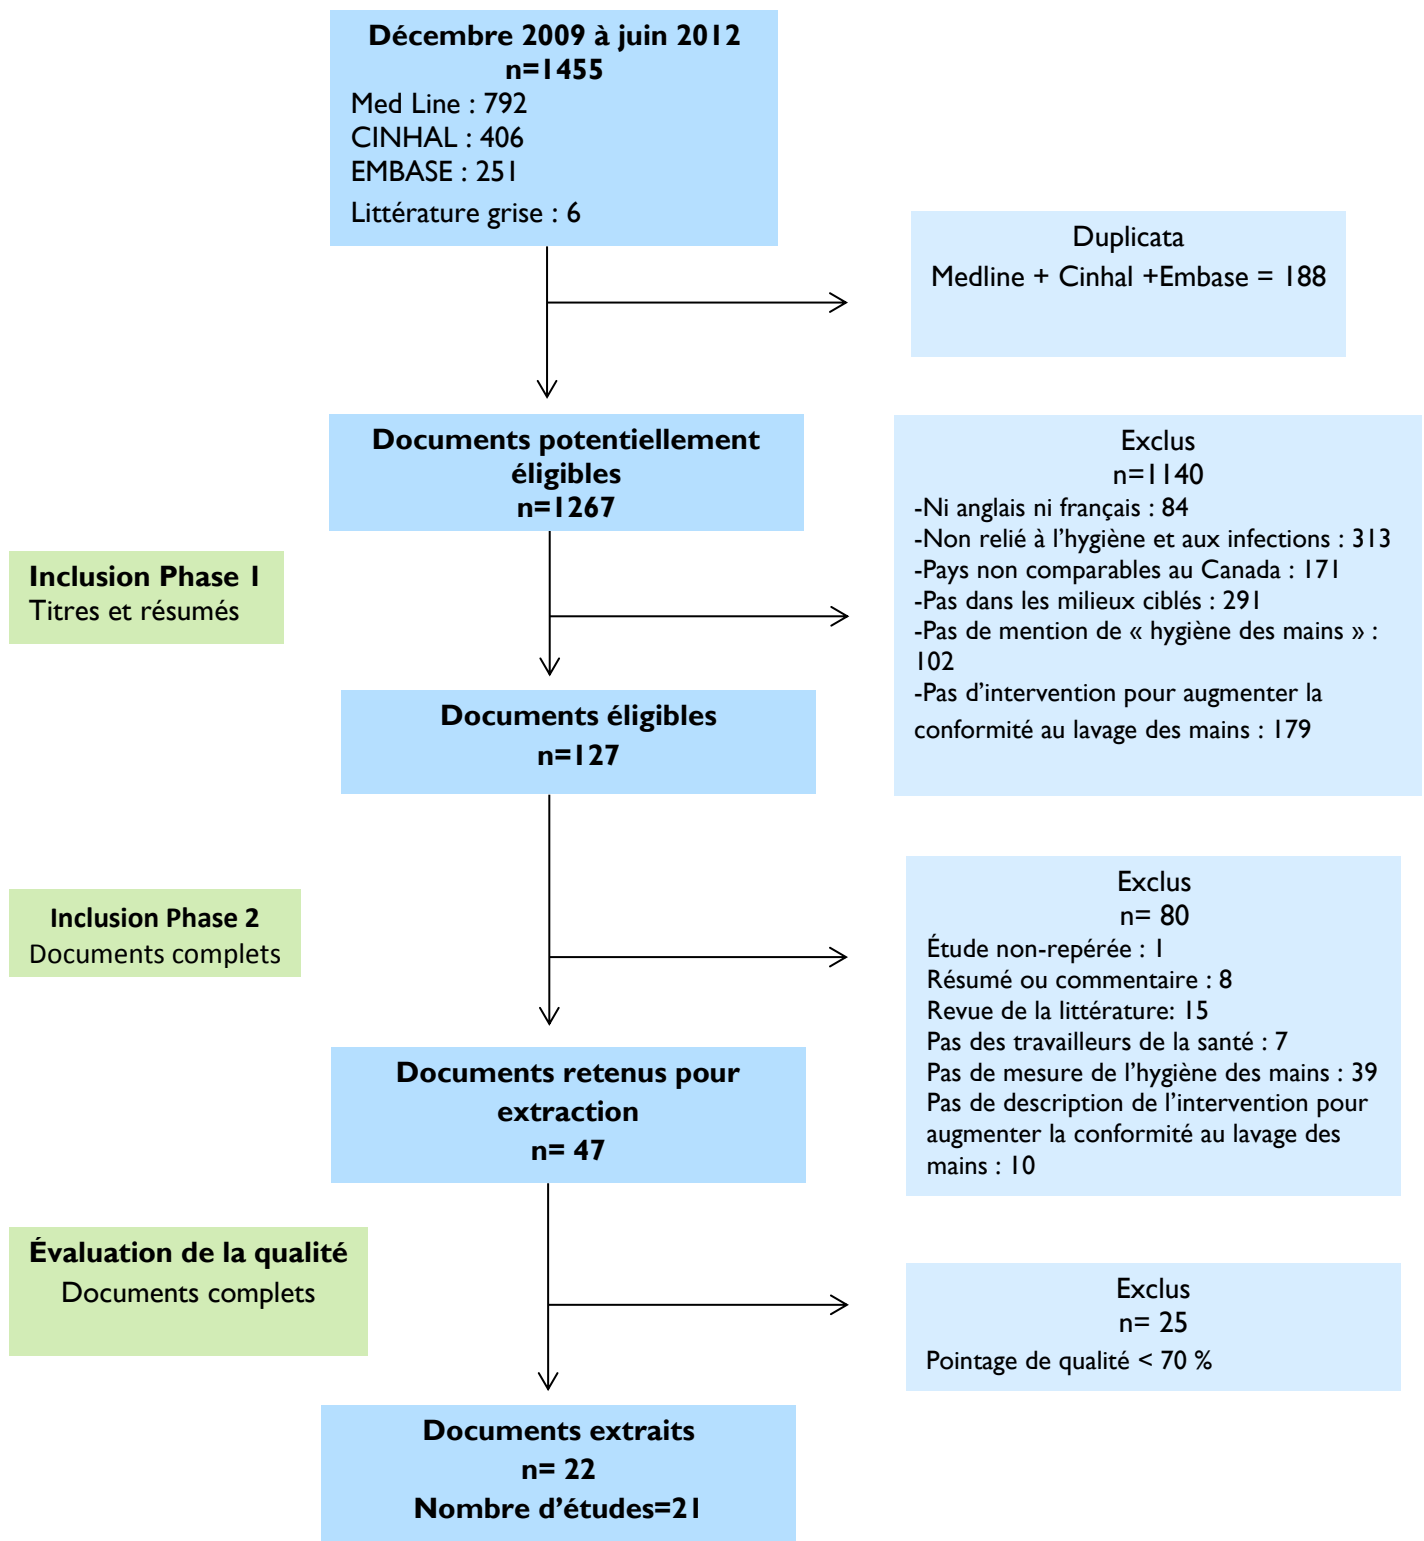 Décembre 2009 à juin 2012
n=1455
Med Line : 792
CINHAL : 406
EMBASE : 251
Littérature grise : 6
Duplicata
Medline + Cinhal +Embase = 188
Documents potentiellement
éligibles
n=1267
Exclus
n=1140
-Ni anglais ni français : 84
-Non relié à l’hygiène et aux infections : 313
-Pays non comparables au Canada : 171
-Pas dans les milieux ciblés : 291
-Pas de mention de « hygiène des mains » :
102
-Pas d’intervention pour augmenter la
conformité au lavage des mains : 179
Inclusion Phase 1
Titres et résumés
Documents éligibles
n=127
Inclusion Phase 2
Documents complets
Exclus
n= 80
Étude non-repérée : 1
Résumé ou commentaire : 8
Revue de la littérature: 15
Pas des travailleurs de la santé : 7
Pas de mesure de l’hygiène des mains : 39
Pas de description de l’intervention pour
augmenter la conformité au lavage des
mains : 10
Documents retenus pour
extraction
n= 47
Évaluation de la qualité
Documents complets
Exclus
n= 25
Pointage de qualité < 70 %
Documents extraits
n= 22
Nombre d’études=21